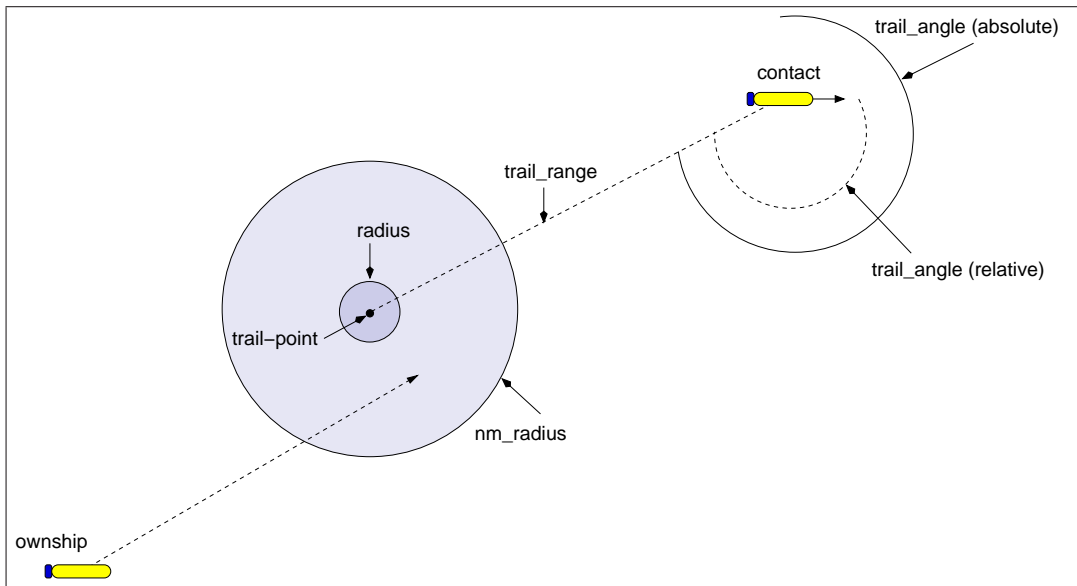 trail_angle (absolute)
contact
trail_range
radius
trail_angle (relative)
trail−point
nm_radius
ownship